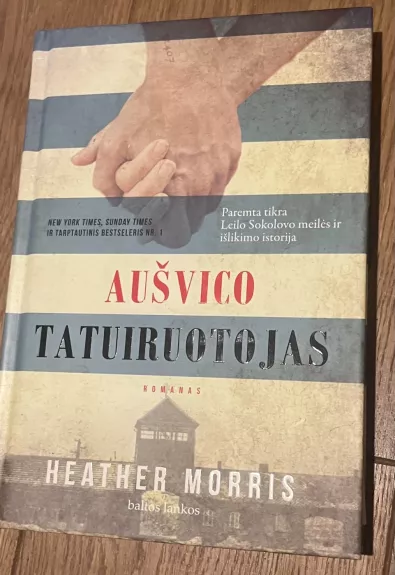 407
NEW YORK TIMES, SUNDAY TIMES
IR TARPTAUTINIS BESTSELERIS NR. 1
Paremta tikra
Leilo Sokolovo meilės ir
išlikimo istorija
AUŠVICO
TATUIRUOTOJAS
ROMANAS
HEATHER MORRIS
baltos lankos